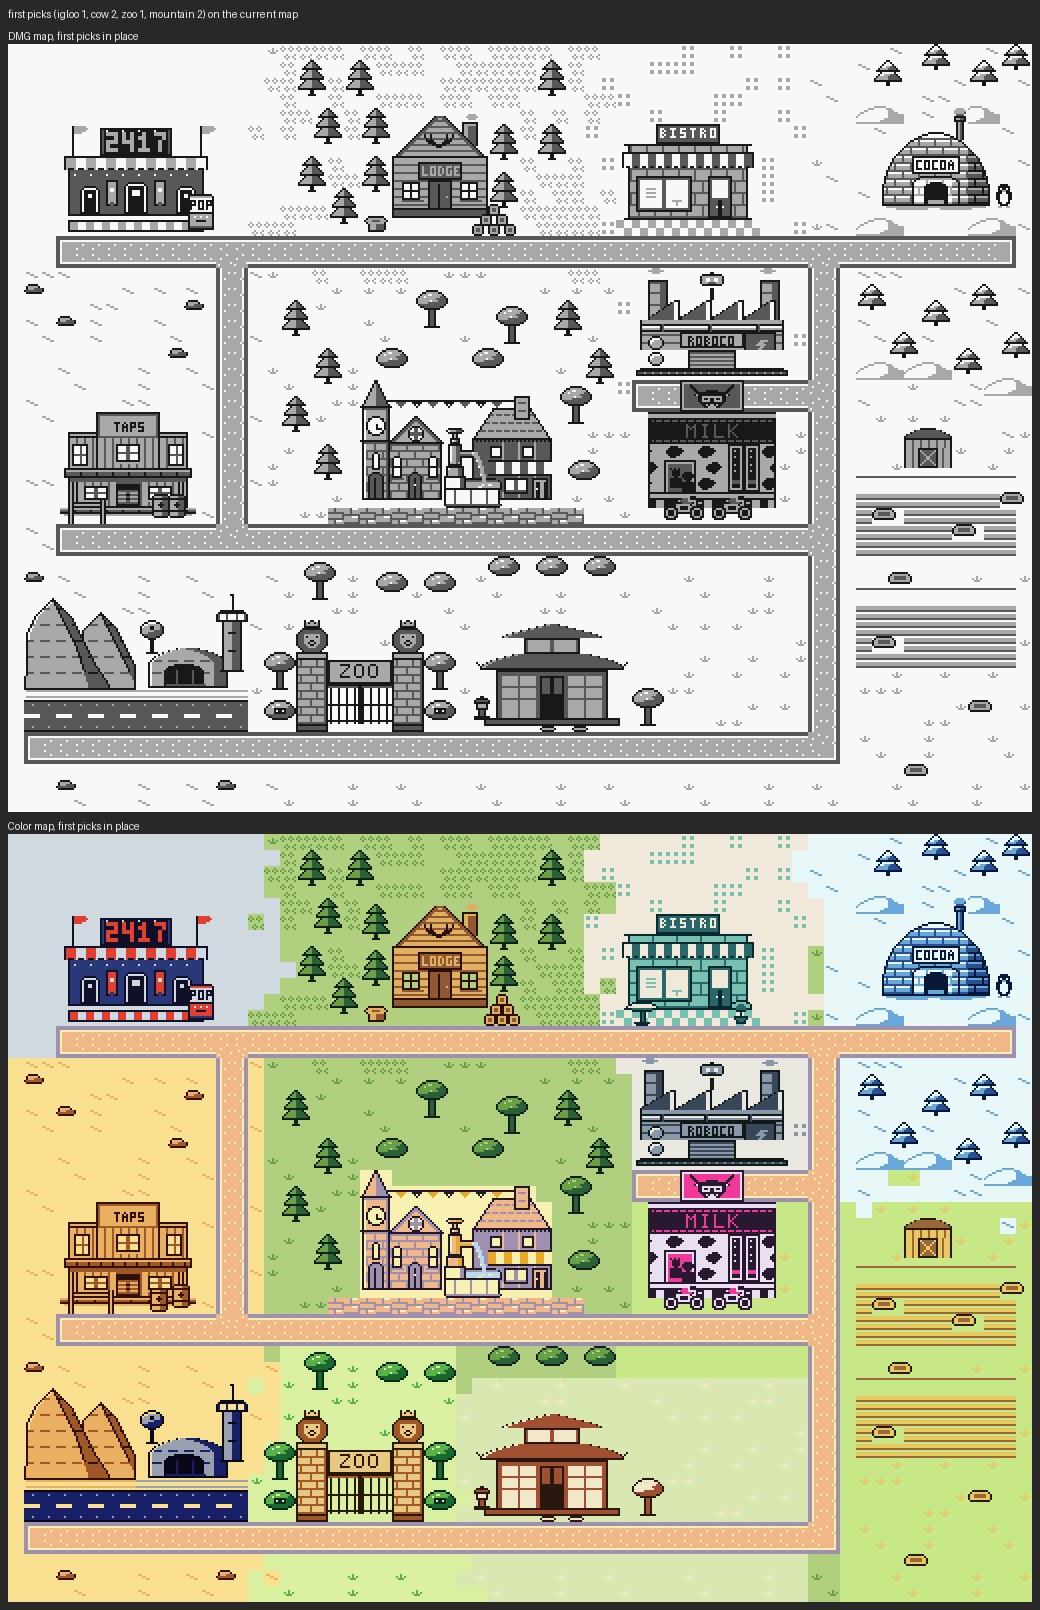 first picks (igloo 1, cow 2, zoo 1, mountain 2) on the current map
DMG map, first picks in place
2417
POP
LODGE
BISTRO
COCOA
ROBOCO
TAPS
MILK
ZOO
Color map, first picks in place
2417
POP
LODGE
BISTRO
COCOA
ROBOCO
TAPS
MILK
ZOO